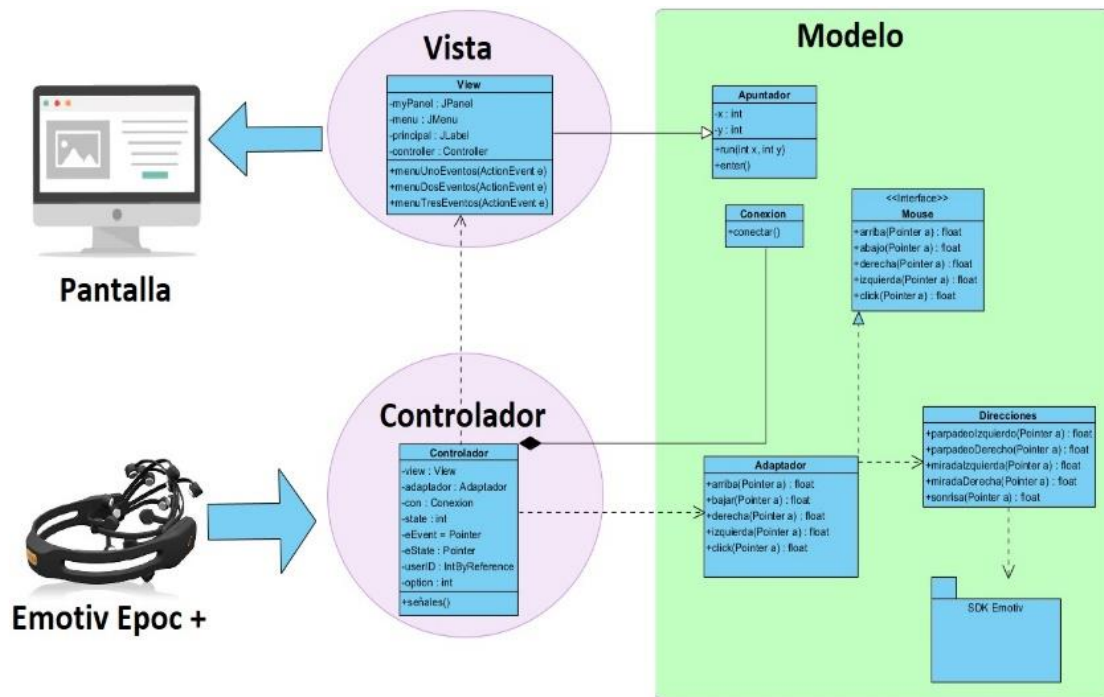 Vista
View
-myPanel : JPanel
-menu : JMenu
-principal : JLabel
-controller : Controller
+menuUnoEventos(ActionEvent e)
+menuDosEventos(ActionEvent e)
+menuTresEventos(ActionEvent e)
Pantalla
Modelo
Apuntador
-x : int
-y : int
+run(int x, int y)
+enter()
Conexion
+conectar()
<<Interface>>
Mouse
+arriba(Pointer a) : float
+abajo(Pointer a) : float
+derecha(Pointer a) : float
+izquierda(Pointer a) : float
+click(Pointer a) : float
Controlador
Controlador
-view : View
-adaptador : Adaptador
-con : Conexion
-state : int
-eEvent = Pointer
-eState : Pointer
-userID : IntByReference
-option : int
+señales()
Emotiv Epoc +
Adaptador
+arriba(Pointer a) : float
+bajar(Pointer a) : float
+derecha(Pointer a) : float
+izquierda(Pointer a) : float
+click(Pointer a) : float
Direcciones
+parpadeoIzquierdo(Pointer a) : float
+parpadeoDerecho(Pointer a) : float
+miradaIzquierda(Pointer a) : float
+miradaDerecha(Pointer a) : float
+sonrisa(Pointer a) : float
SDK Emotiv